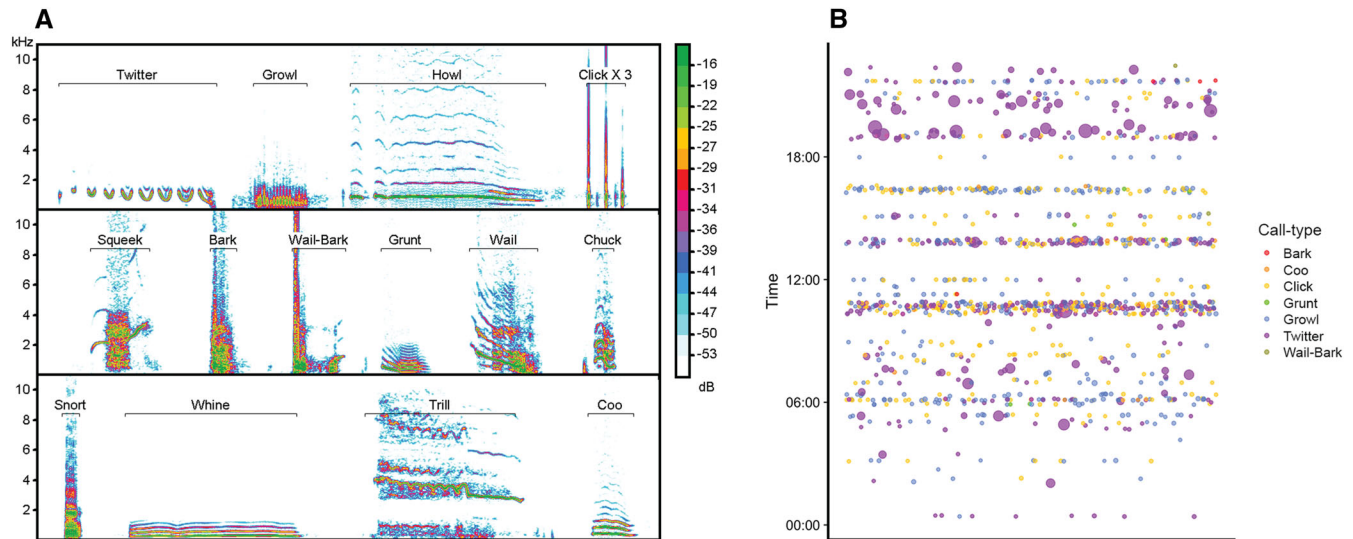 A
kHz
10
8
6
4
2
Twitter
Growl
Howl
Click X 3
10
8
6
4
2
Squeek
Bark
Wail-Bark
Grunt
Wail
Chuck
10
8
6
4
2
Snort
Whine
Trill
Coo
-16
-19
-22
-25
-27
-29
-31
-34
-36
-39
-41
-44
-47
-50
-53
dB
B
Time
18:00
12:00
06:00
00:00
Call-type
Bark
Coo
Click
Grunt
Growl
Twitter
Wail-Bark